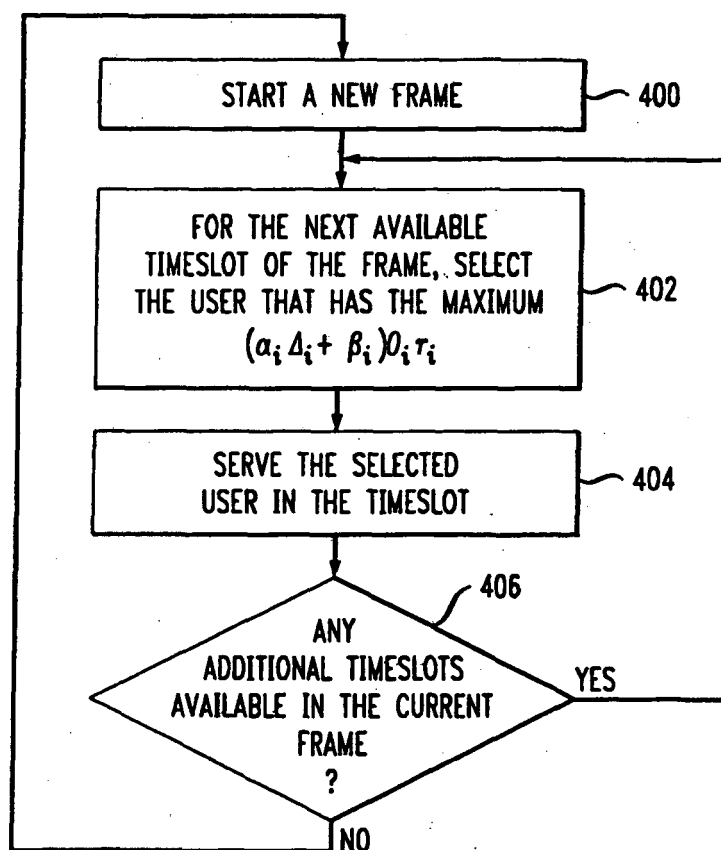 START A NEW FRAME
400
FOR THE NEXT AVAILABLE
TIMESLOT OF THE FRAME, SELECT
THE USER THAT HAS THE MAXIMUM
(αᵢ Δᵢ + βᵢ)Oᵢ rᵢ
402
SERVE THE SELECTED
USER IN THE TIMESLOT
404
406
ANY
ADDITIONAL TIMESLOTS
AVAILABLE IN THE CURRENT
FRAME
?
YES
NO